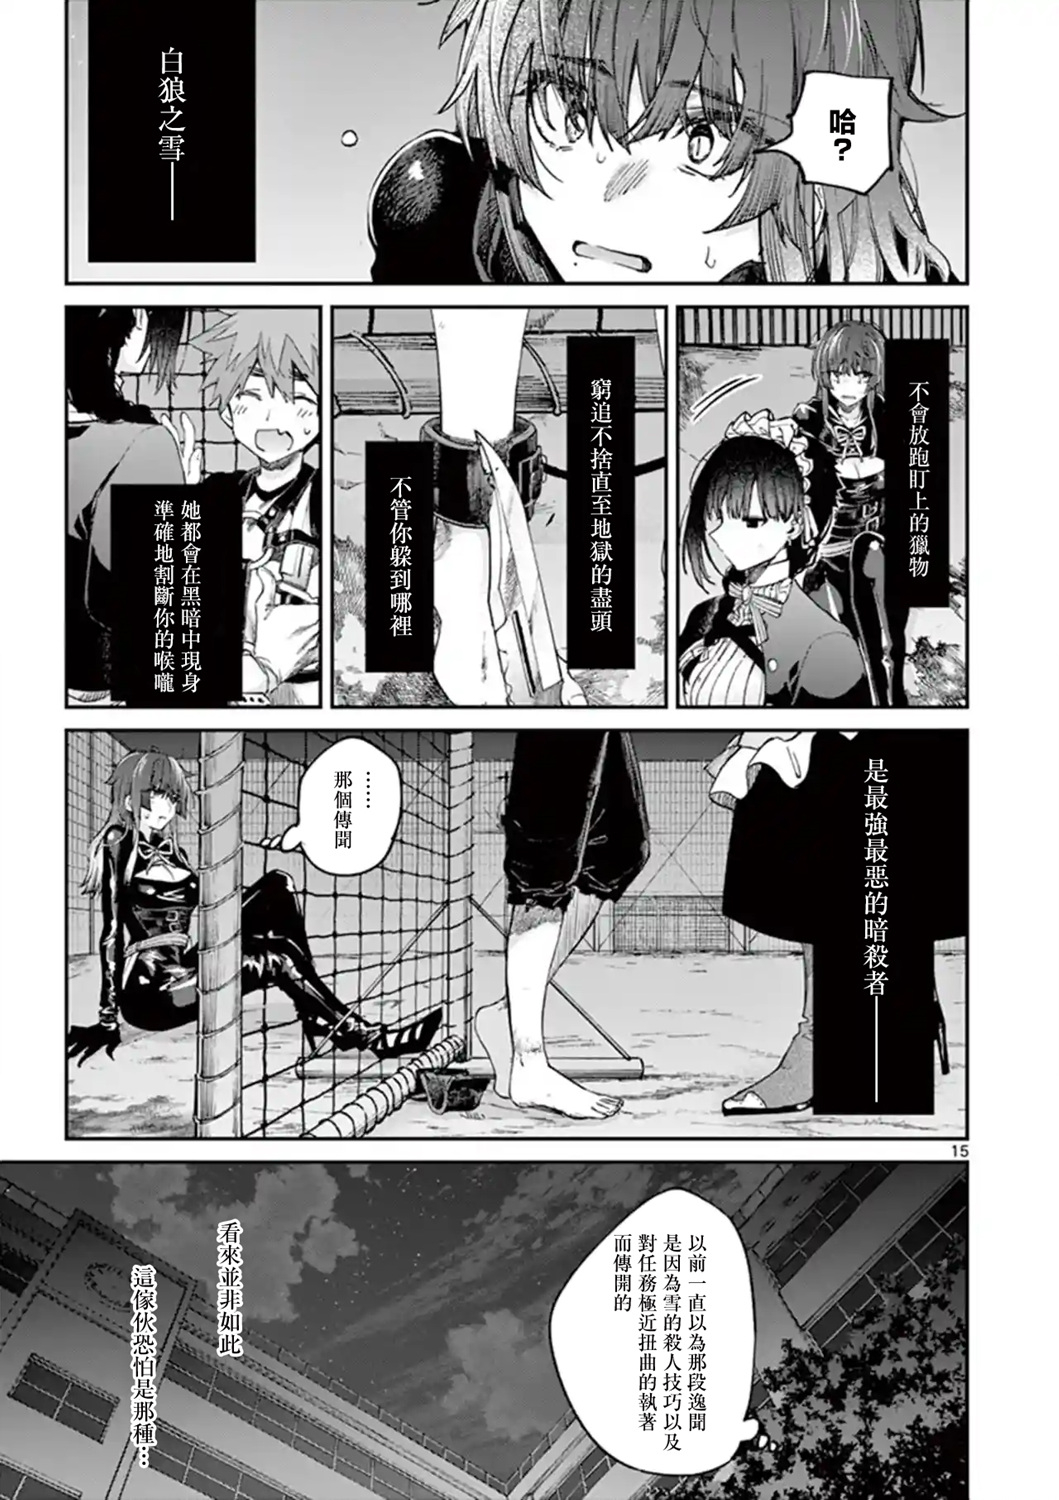 哈？
白狼之雪——
不會放跑盯上的獵物
窮追不捨直至地獄的盡頭
不管你躲到哪裡
她都會在黑暗中現身
準確地割斷你的喉嚨
是最強最惡的暗殺者——
……
那個傳聞
15
以前一直以為那段逸聞
是因為雪的殺人技巧以及
對任務極近扭曲的執著
而傳開的
看來並非如此
這傢伙恐怕是那種…